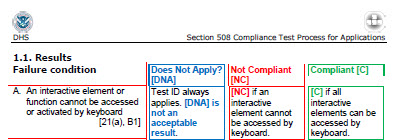 DHS Section 508 Compliance Test Process for Applications
1.1. Results
Failure condition
Does Not Apply?
[DNA]
Not Compliant
[NC]
Compliant [C]
A. An interactive element or
function cannot be accessed
or activated by keyboard
[21(a), B1]
Test ID always
applies. [DNA] is
not an
acceptable
result.
[NC] if an
interactive
element cannot
be accessed by
keyboard.
[C] if all
interactive
elements can be
accessed by
keyboard.